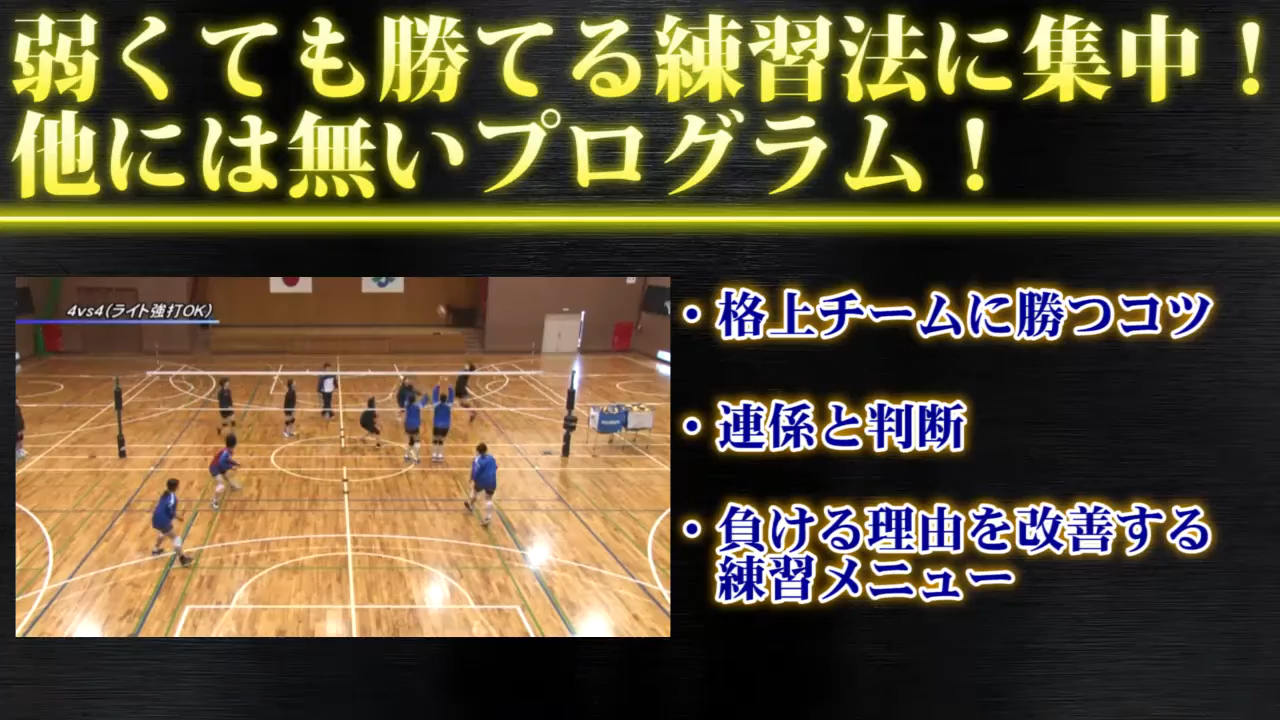 弱くても勝てる練習法に集中！
他には無いプログラム！
4vs4(ライト強打OK)
・格上チームに勝つコツ
・連係と判断
・負ける理由を改善する
練習メニュー